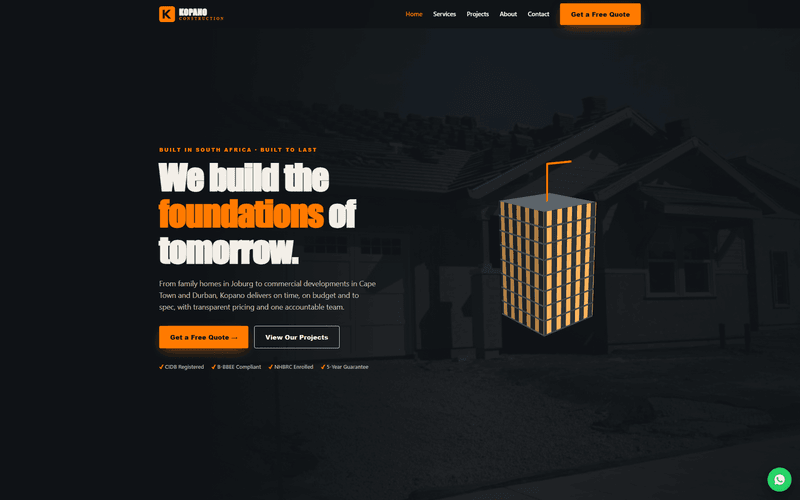 K KOPANO
CONSTRUCTION
Home Services Projects About Contact Get a Free Quote
BUILT IN SOUTH AFRICA • BUILT TO LAST
We build the
foundations of
tomorrow.
From family homes in Joburg to commercial developments in Cape
Town and Durban, Kopano delivers on time, on budget and to
spec, with transparent pricing and one accountable team.
Get a Free Quote → View Our Projects
✓ CIDB Registered ✓ B-BBEE Compliant ✓ NHBRC Enrolled ✓ 5-Year Guarantee